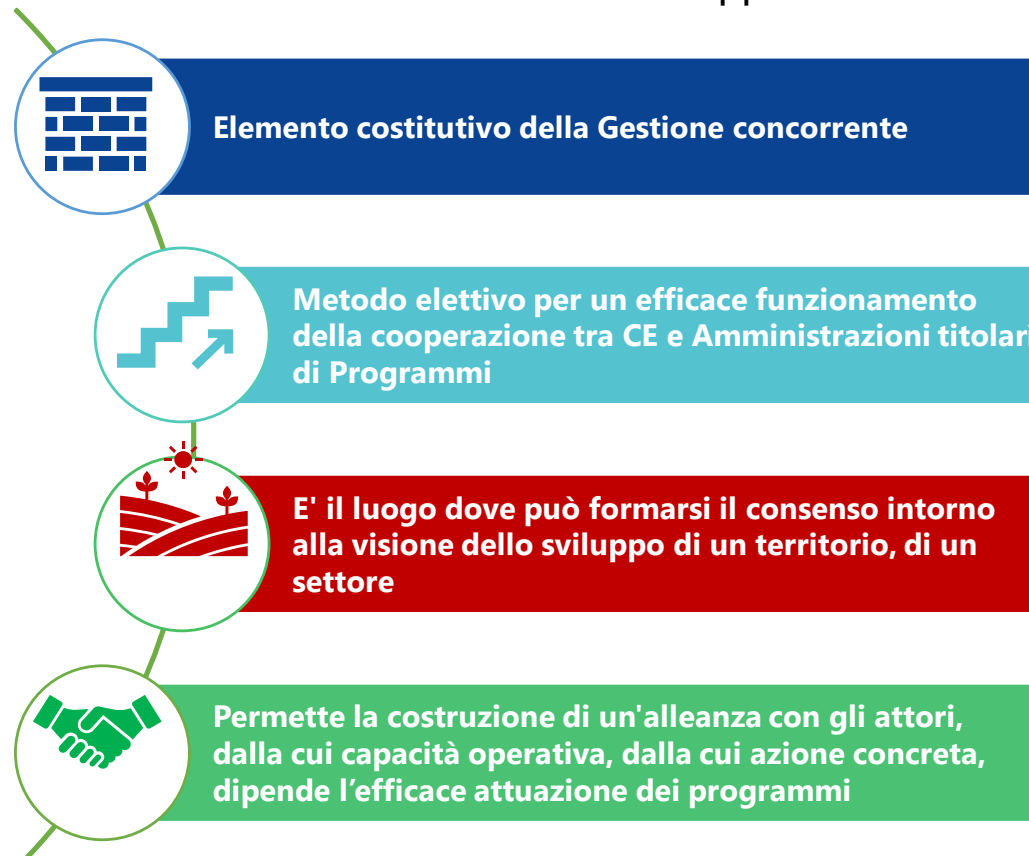 Elemento costitutivo della Gestione concorrente
Metodo elettivo per un efficace funzionamento
della cooperazione tra CE e Amministrazioni titolari
di Programmi
E' il luogo dove può formarsi il consenso intorno
alla visione dello sviluppo di un territorio, di un
settore
Permette la costruzione di un'alleanza con gli attori,
dalla cui capacità operativa, dalla cui azione concreta,
dipende l’efficace attuazione dei programmi